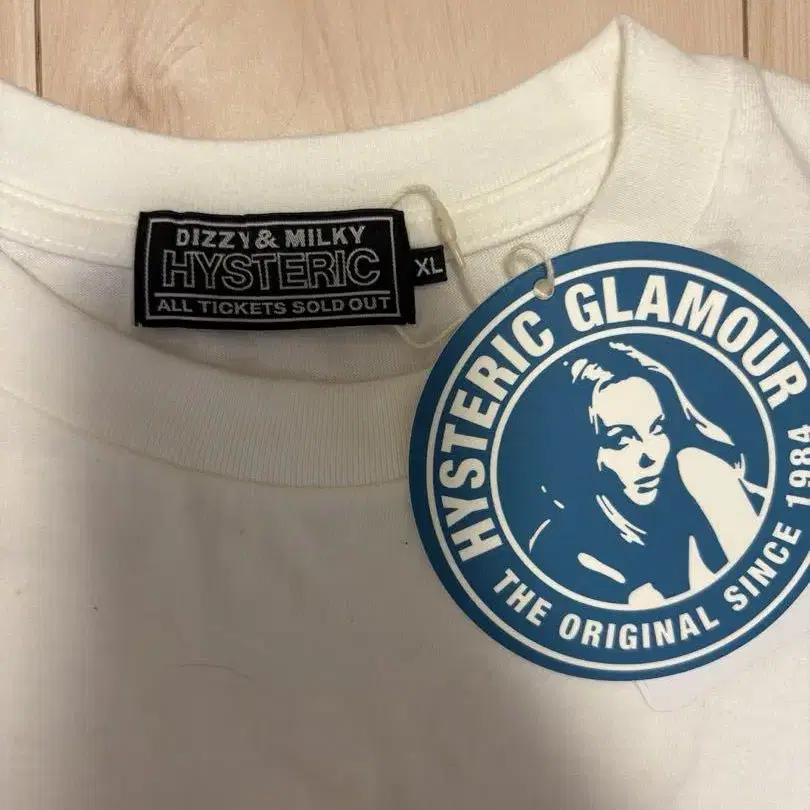 DIZZY & MILKY
HYSTERIC
ALL TICKETS SOLD OUT
XL
HYSTERIC GLAMOUR
THE ORIGINAL SINCE 1984